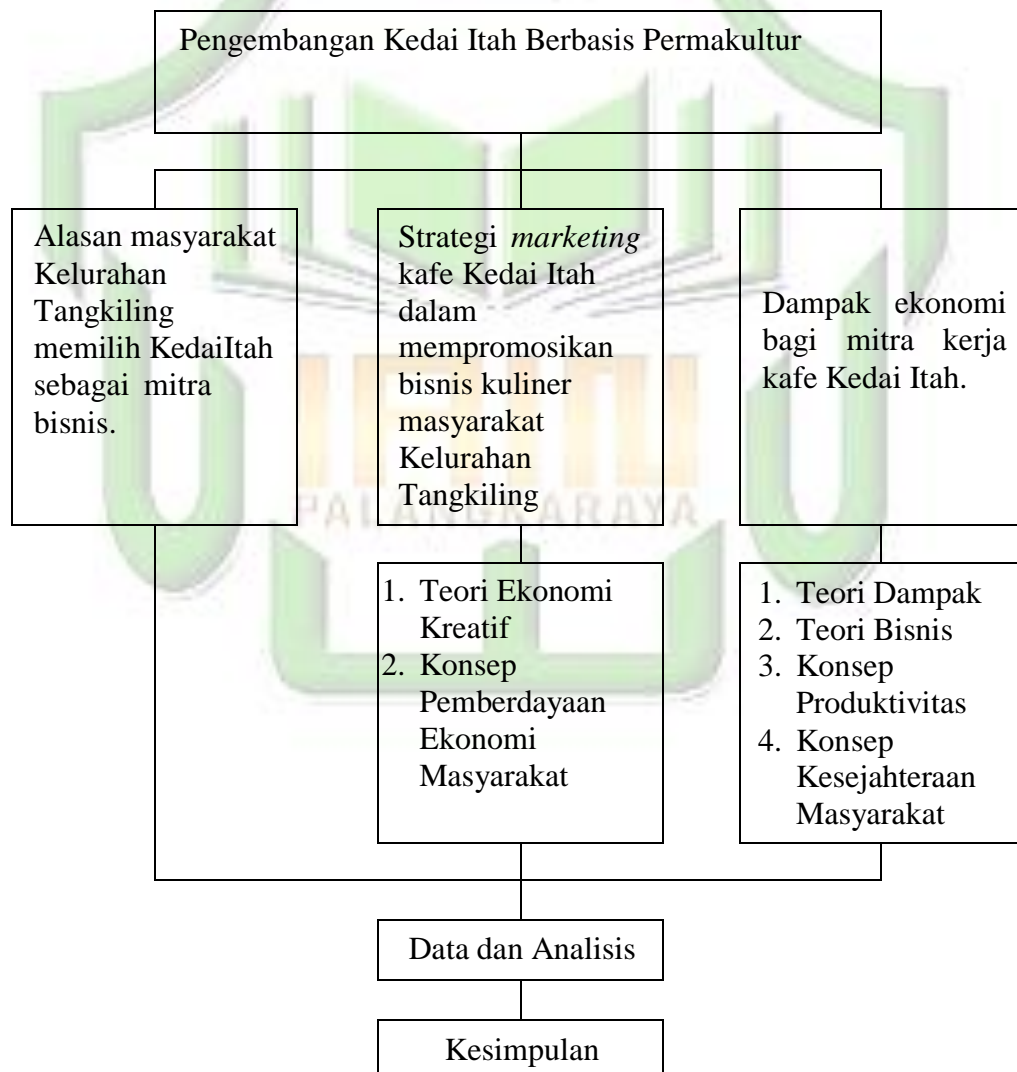 Pengembangan Kedai Itah Berbasis Permakultur
Alasan masyarakat
Kelurahan
Tangkiling
memilih KedaiItah
sebagai mitra
bisnis.
Strategi marketing
kafe Kedai Itah
dalam
mempromosikan
bisnis kuliner
masyarakat
Kelurahan
Tangkiling
Dampak ekonomi
bagi mitra kerja
kafe Kedai Itah.
PALANGKARAYA
1. Teori Ekonomi
Kreatif
2. Konsep
Pemberdayaan
Ekonomi
Masyarakat
1. Teori Dampak
2. Teori Bisnis
3. Konsep
Produktivitas
4. Konsep
Kesejahteraan
Masyarakat
Data dan Analisis
Kesimpulan